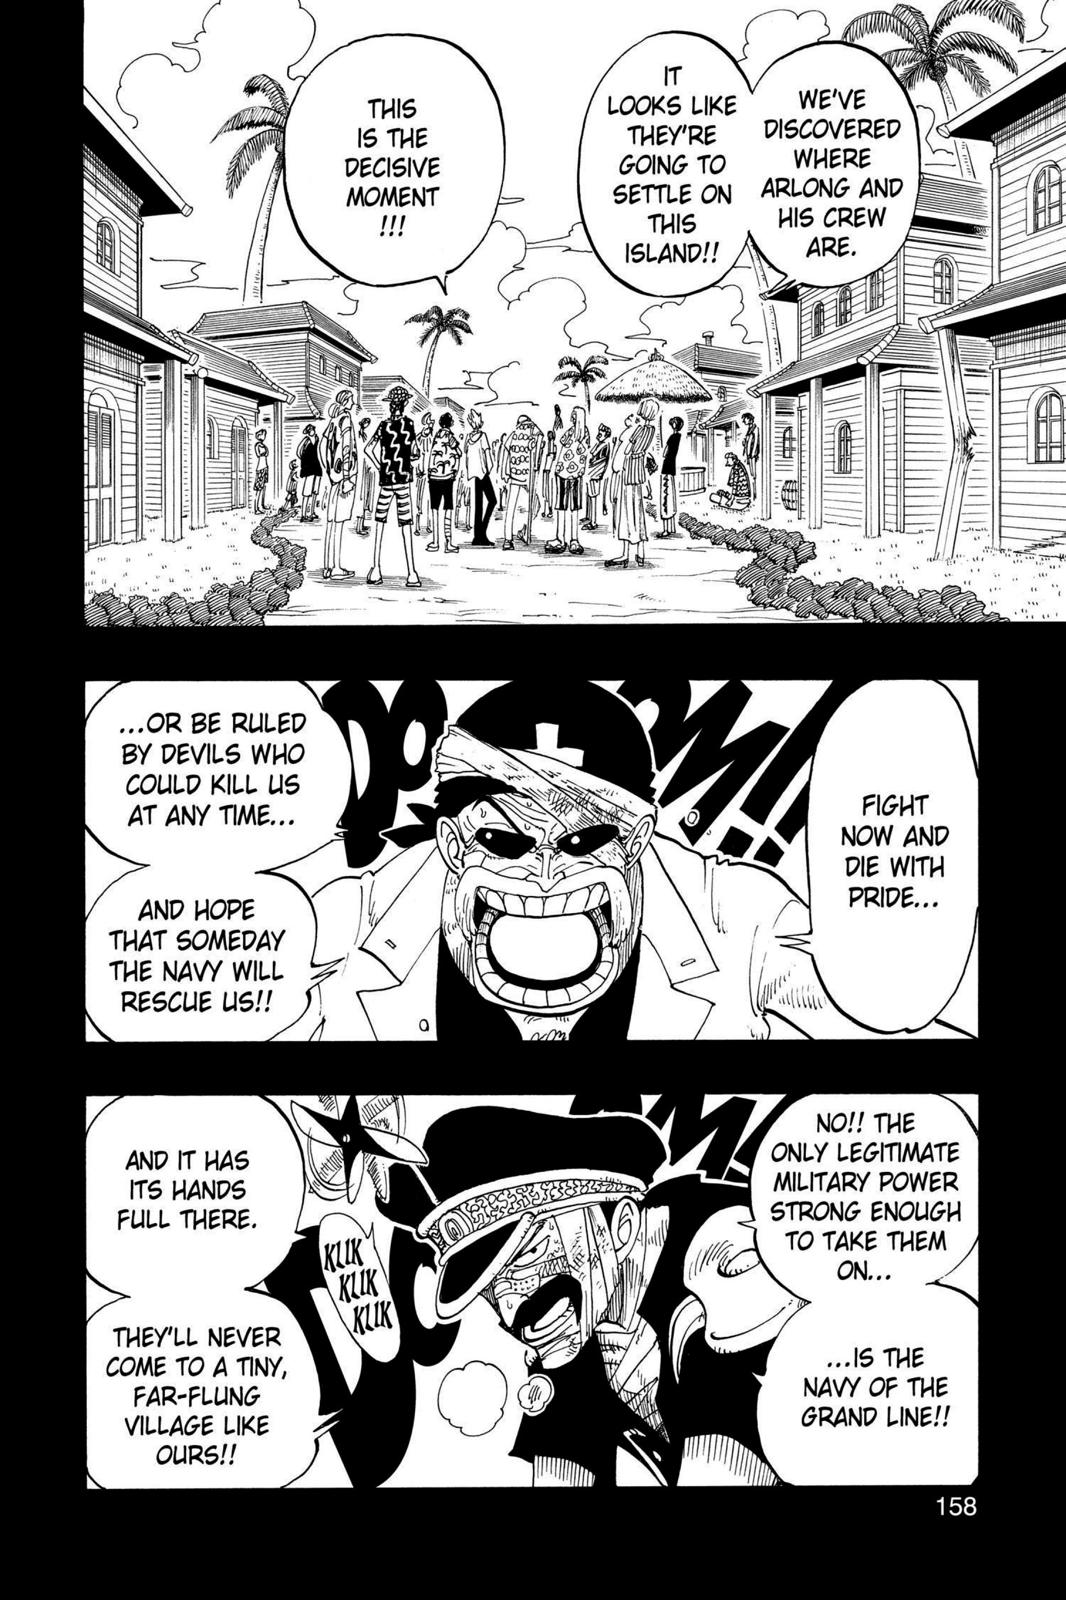 WE'VE
DISCOVERED
WHERE
ARLONG AND
HIS CREW
ARE.
IT
LOOKS LIKE
THEY'RE
GOING TO
SETTLE ON
THIS
ISLAND!!
THIS
IS THE
DECISIVE
MOMENT
!!!
FIGHT
NOW AND
DIE WITH
PRIDE...
...OR BE RULED
BY DEVILS WHO
COULD KILL US
AT ANY TIME...
AND HOPE
THAT SOMEDAY
THE NAVY WILL
RESCUE US!!
NO!! THE
ONLY LEGITIMATE
MILITARY POWER
STRONG ENOUGH
TO TAKE THEM
ON...
...IS THE
NAVY OF THE
GRAND LINE!!
KLIK
KLIK
KLIK
AND IT HAS
ITS HANDS
FULL THERE.
THEY'LL NEVER
COME TO A TINY,
FAR-FLUNG
VILLAGE LIKE
OURS!!
158